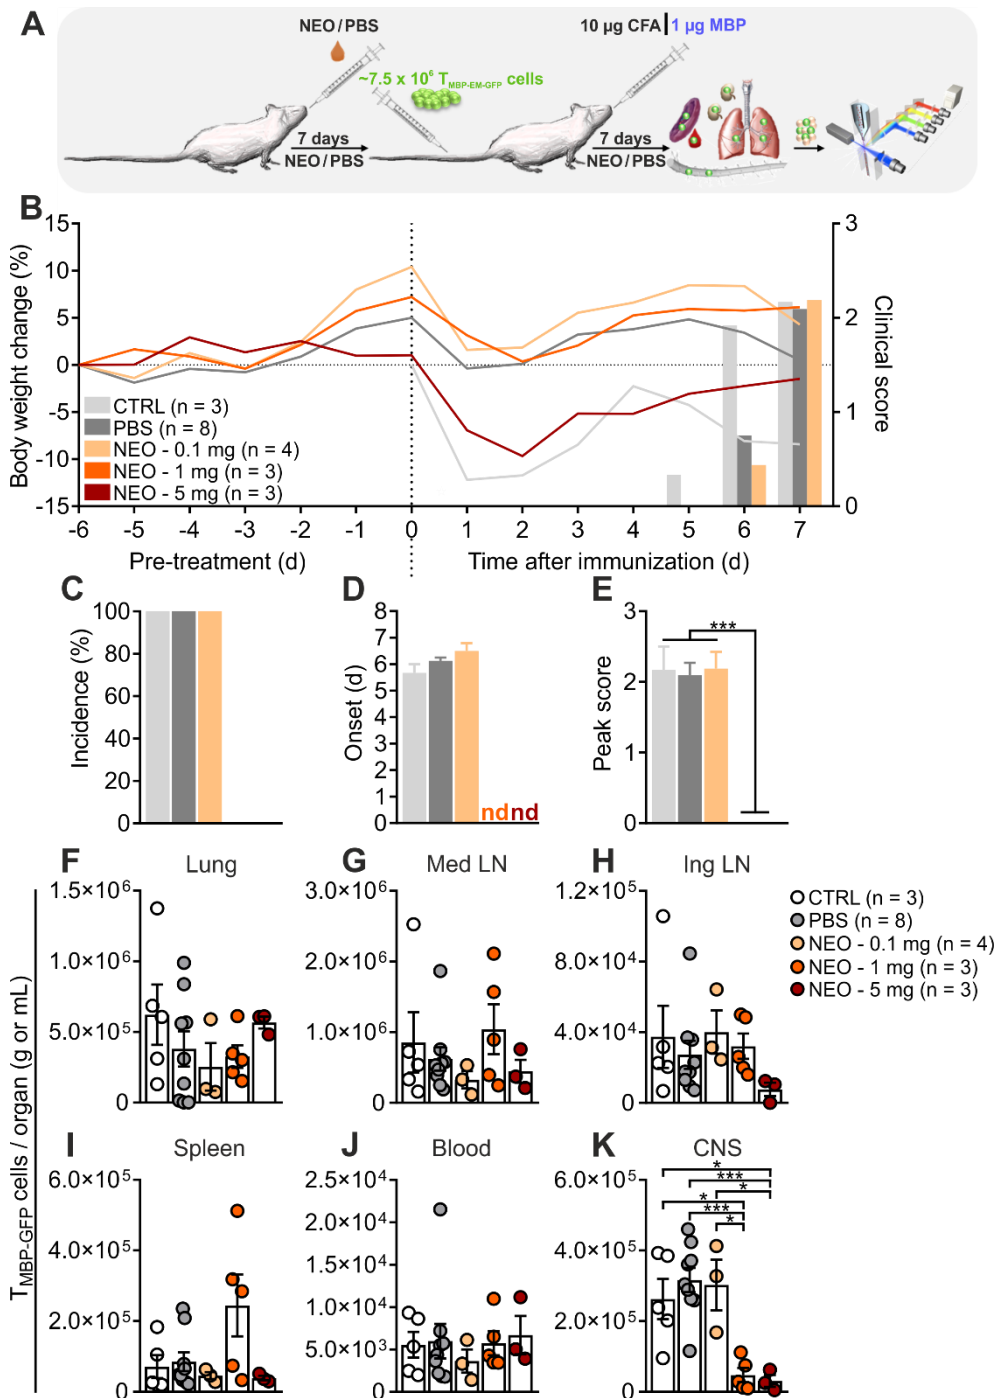 A
NEO/PBS
~7.5 x 10⁶ T_MBP-EM-GFP cells
10 µg CFA | 1 µg MBP
7 days
NEO/PBS
7 days
NEO/PBS
B
Body weight change (%)
15
10
5
0
-5
-10
-15
CTRL (n = 3)
PBS (n = 8)
NEO - 0.1 mg (n = 4)
NEO - 1 mg (n = 3)
NEO - 5 mg (n = 3)
3
2
1
0
Clinical score
-6 -5 -4 -3 -2 -1 0 1 2 3 4 5 6 7
Pre-treatment (d) Time after immunization (d)
C
Incidence (%)
100
80
60
40
20
0
D
Onset (d)
8
7
6
5
4
3
2
1
0
nd nd
E
Peak score
3
2
1
0
***
T_MBP-GFP cells / organ (g or mL)
F
Lung
1.5×10⁶
1.0×10⁶
5.0×10⁵
0
G
Med LN
3.0×10⁶
2.0×10⁶
1.0×10⁶
0
H
Ing LN
1.2×10⁵
8.0×10⁴
4.0×10⁴
0
CTRL (n = 3)
PBS (n = 8)
NEO - 0.1 mg (n = 4)
NEO - 1 mg (n = 3)
NEO - 5 mg (n = 3)
I
Spleen
6.0×10⁵
4.0×10⁵
2.0×10⁵
0
J
Blood
2.5×10⁴
2.0×10⁴
1.5×10⁴
1.0×10⁴
5.0×10³
0
K
CNS
6.0×10⁵
4.0×10⁵
2.0×10⁵
0
*
***
*
*
***
*